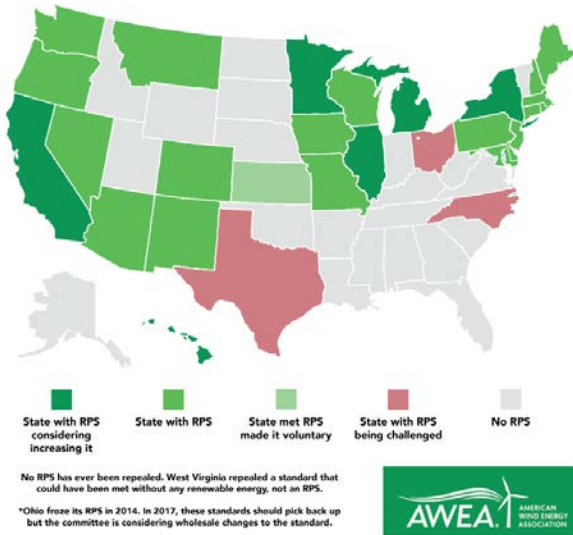 State with RPS
considering
increasing it
State with RPS
State met RPS
made it voluntary
State with RPS
being challenged
No RPS
No RPS has ever been repealed. West Virginia repealed a standard that
could have been met without any renewable energy, not an RPS.
*Ohio froze its RPS in 2014. In 2017, these standards should pick back up
but the committee is considering wholesale changes to the standard.
AWEA.
AMERICAN
WIND ENERGY
ASSOCIATION